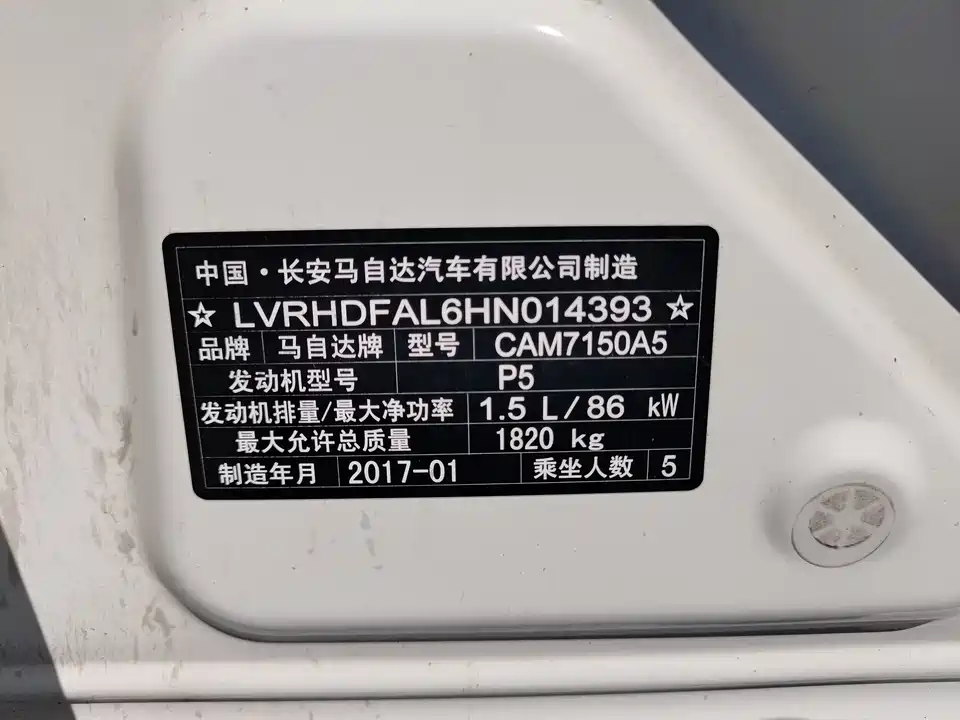 中国·长安马自达汽车有限公司制造
☆ LVRHDFAL6HN014393 ☆
品牌 马自达牌 型号 CAM7150A5
发动机型号 P5
发动机排量/最大净功率 1.5 L/86 kW
最大允许总质量 1820 kg
制造年月 2017-01 乘坐人数 5